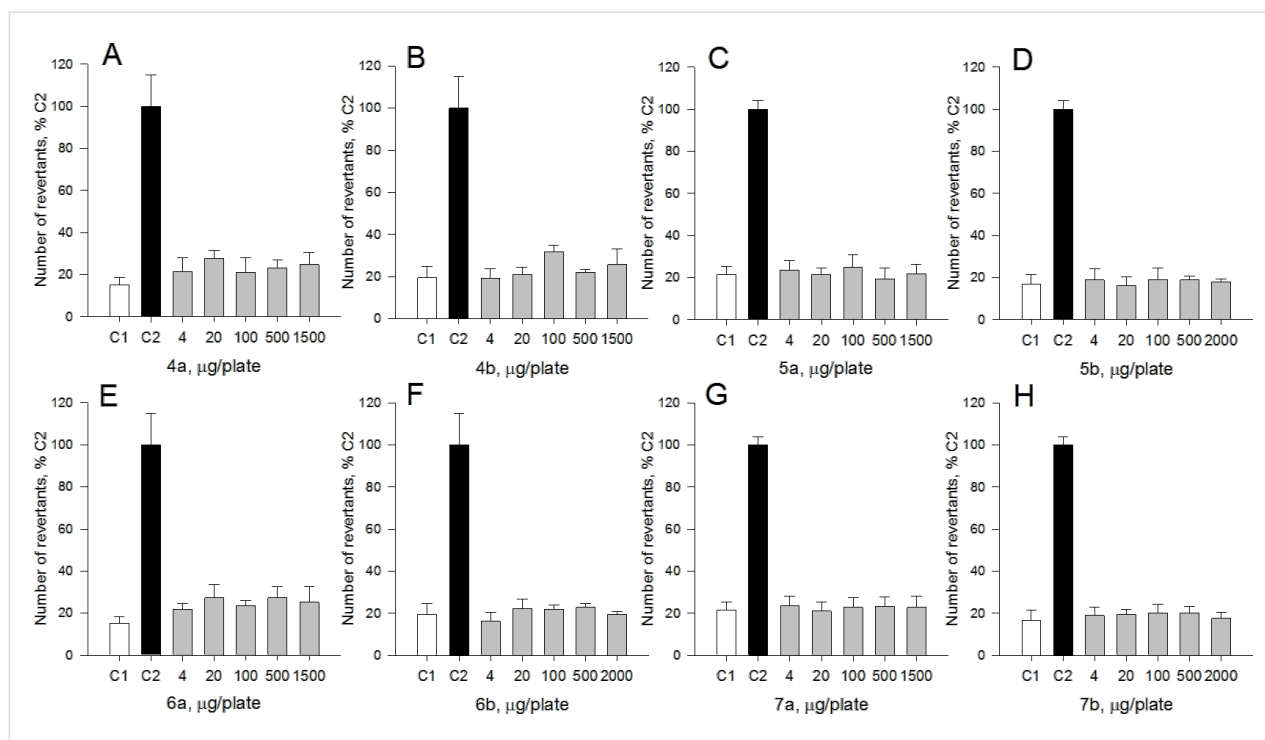 A
B
C
D
Number of revertants, % C2
120
100
80
60
40
20
0
C1 C2 4 20 100 500 1500
4a, µg/plate
Number of revertants, % C2
120
100
80
60
40
20
0
C1 C2 4 20 100 500 1500
4b, µg/plate
Number of revertants, % C2
120
100
80
60
40
20
0
C1 C2 4 20 100 500 1500
5a, µg/plate
Number of revertants, % C2
120
100
80
60
40
20
0
C1 C2 4 20 100 500 2000
5b, µg/plate
E
F
G
H
Number of revertants, % C2
120
100
80
60
40
20
0
C1 C2 4 20 100 500 1500
6a, µg/plate
Number of revertants, % C2
120
100
80
60
40
20
0
C1 C2 4 20 100 500 2000
6b, µg/plate
Number of revertants, % C2
120
100
80
60
40
20
0
C1 C2 4 20 100 500 1500
7a, µg/plate
Number of revertants, % C2
120
100
80
60
40
20
0
C1 C2 4 20 100 500 2000
7b, µg/plate